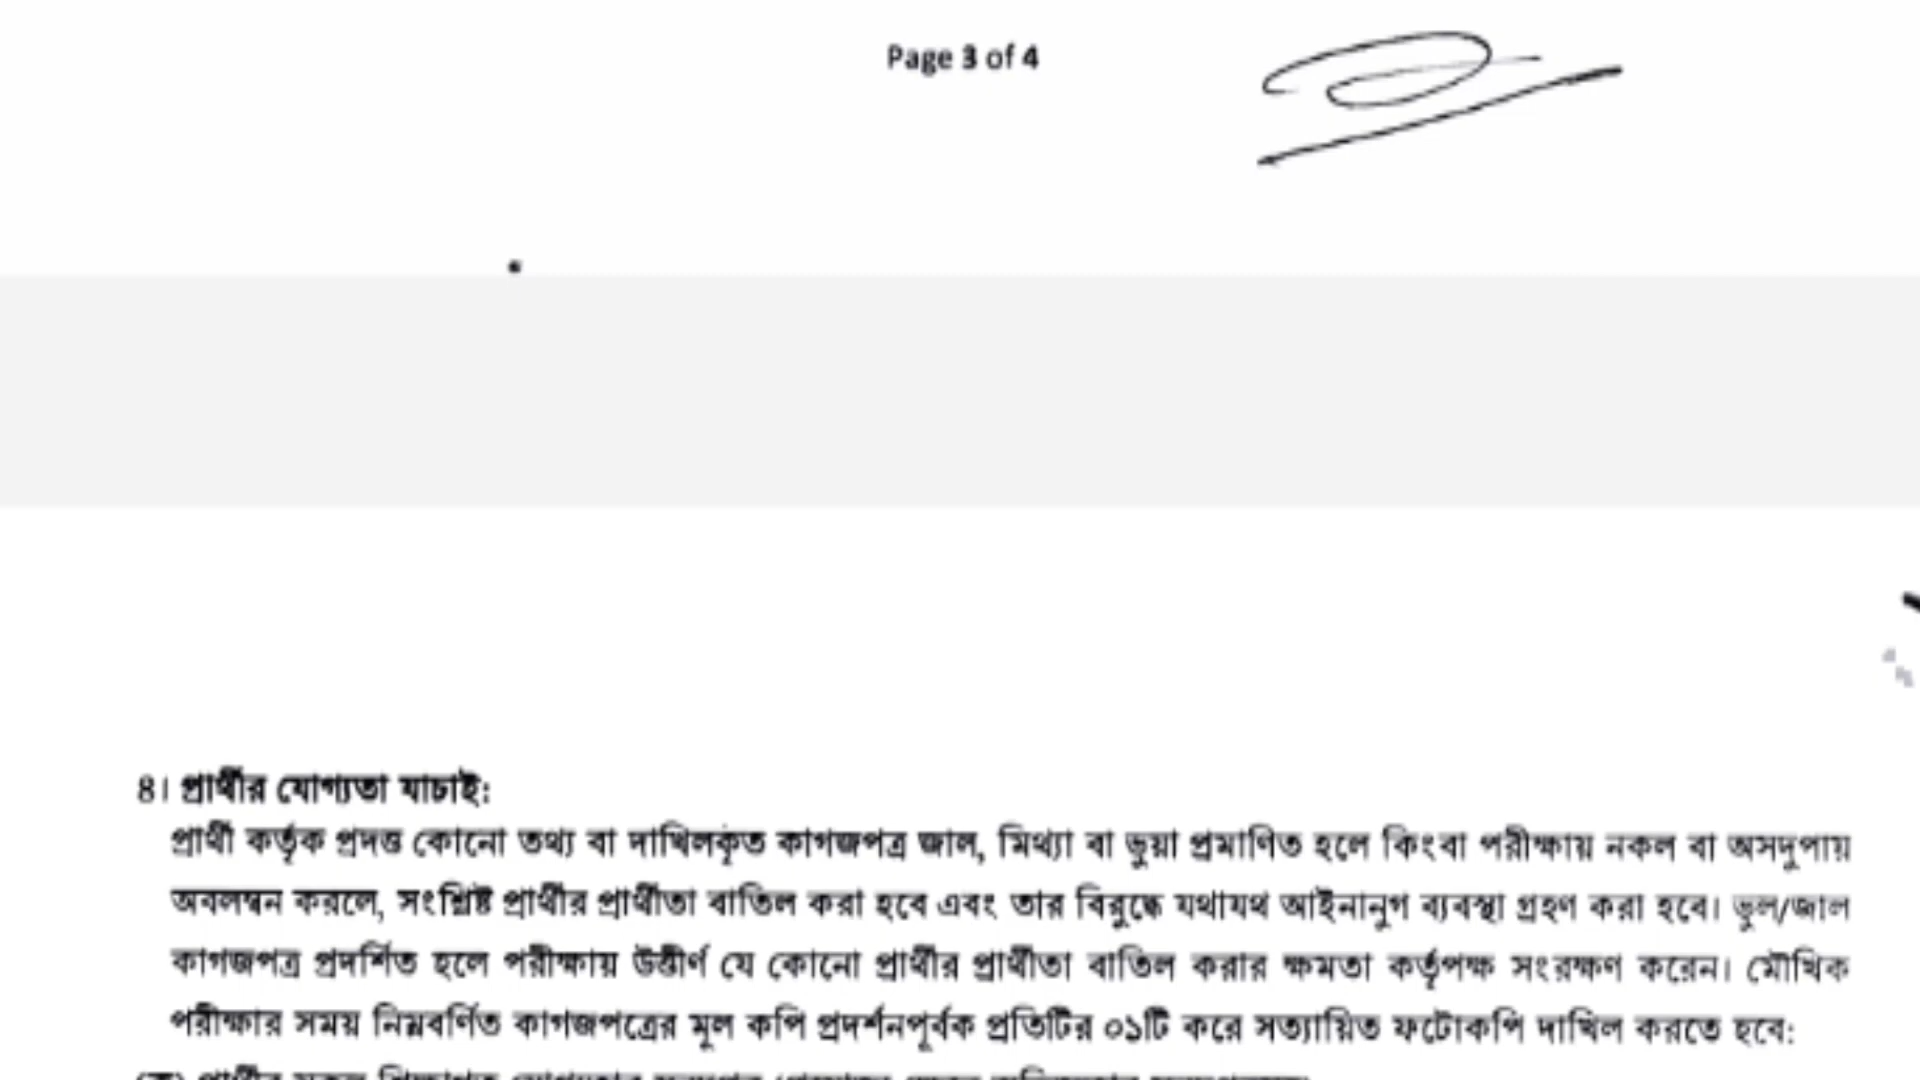 Page 3 of 4
৪। প্রার্থীর যোগ্যতা যাচাই:
প্রার্থী কর্তৃক প্রদত্ত কোনো তথ্য বা দাখিলকৃত কাগজপত্র জাল, মিথ্যা বা ভুয়া প্রমাণিত হলে কিংবা পরীক্ষায় নকল বা অসদুপায়
অবলম্বন করলে, সংশ্লিষ্ট প্রার্থীর প্রার্থীতা বাতিল করা হবে এবং তার বিরুদ্ধে যথাযথ আইনানুগ ব্যবস্থা গ্রহণ করা হবে। ভুল/জাল
কাগজপত্র প্রদর্শিত হলে পরীক্ষায় উত্তীর্ণ যে কোনো প্রার্থীর প্রার্থীতা বাতিল করার ক্ষমতা কর্তৃপক্ষ সংরক্ষণ করেন। মৌখিক
পরীক্ষার সময় নিম্নবর্ণিত কাগজপত্রের মূল কপি প্রদর্শনপূর্বক প্রতিটির ০১টি করে সত্যায়িত ফটোকপি দাখিল করতে হবে: